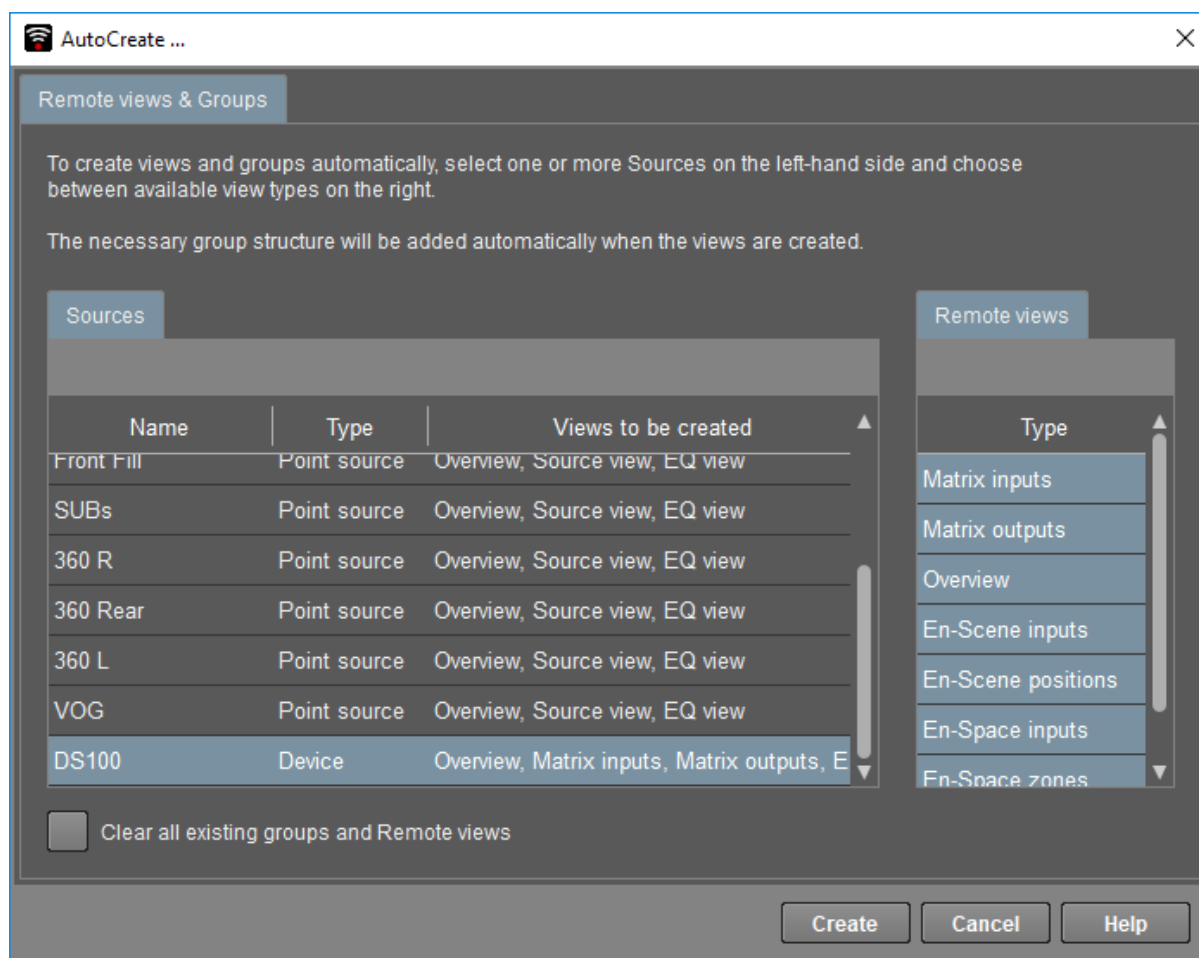 AutoCreate ...
Remote views & Groups
To create views and groups automatically, select one or more Sources on the left-hand side and choose
between available view types on the right.
The necessary group structure will be added automatically when the views are created.
Sources
Name Type Views to be created
Front Fill Point source Overview, Source view, EQ view
SUBs Point source Overview, Source view, EQ view
360 R Point source Overview, Source view, EQ view
360 Rear Point source Overview, Source view, EQ view
360 L Point source Overview, Source view, EQ view
VOG Point source Overview, Source view, EQ view
DS100 Device Overview, Matrix inputs, Matrix outputs, E
Remote views
Type
Matrix inputs
Matrix outputs
Overview
En-Scene inputs
En-Scene positions
En-Space inputs
En-Space zones
Clear all existing groups and Remote views
Create Cancel Help